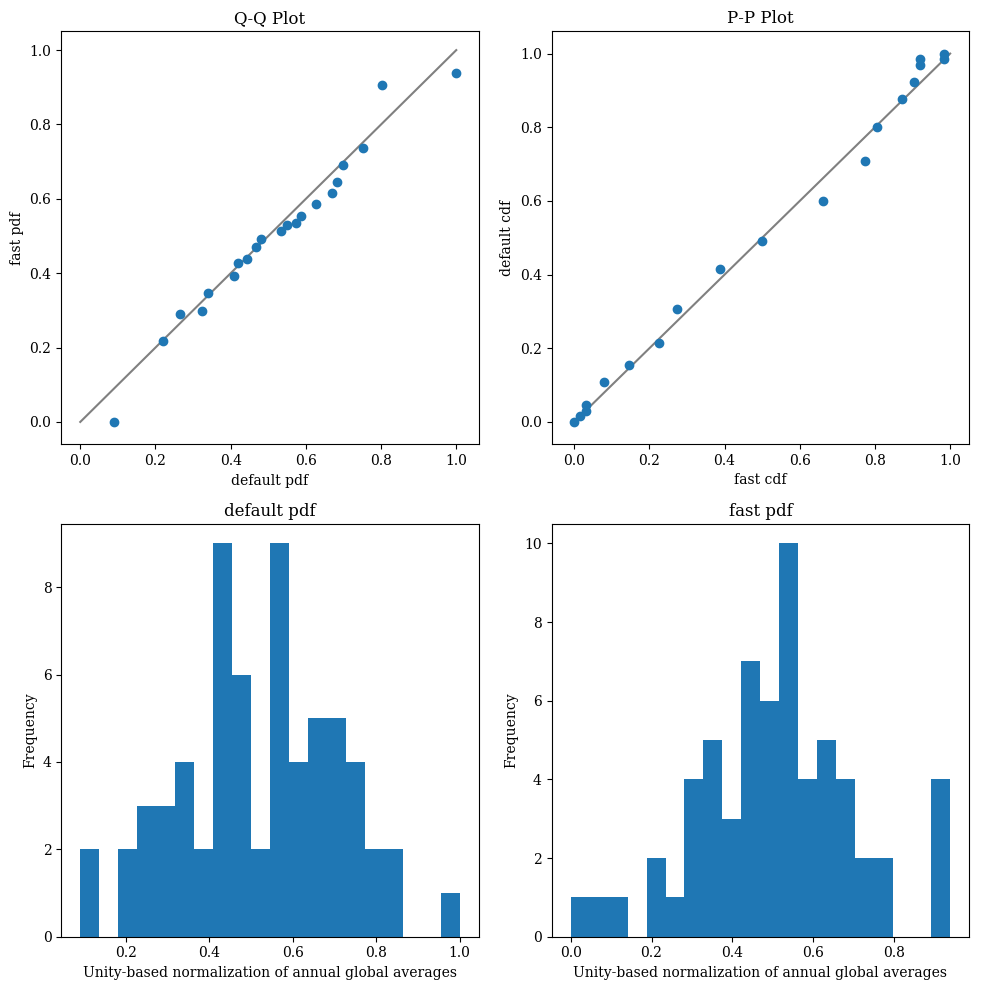 Q-Q Plot
1.0
0.8
0.6
0.4
0.2
0.0
fast pdf
0.0 0.2 0.4 0.6 0.8 1.0
default pdf
P-P Plot
1.0
0.8
0.6
0.4
0.2
0.0
default cdf
0.0 0.2 0.4 0.6 0.8 1.0
fast cdf
default pdf
8
6
4
2
0
Frequency
0.2 0.4 0.6 0.8 1.0
Unity-based normalization of annual global averages
fast pdf
10
8
6
4
2
0
Frequency
0.0 0.2 0.4 0.6 0.8
Unity-based normalization of annual global averages